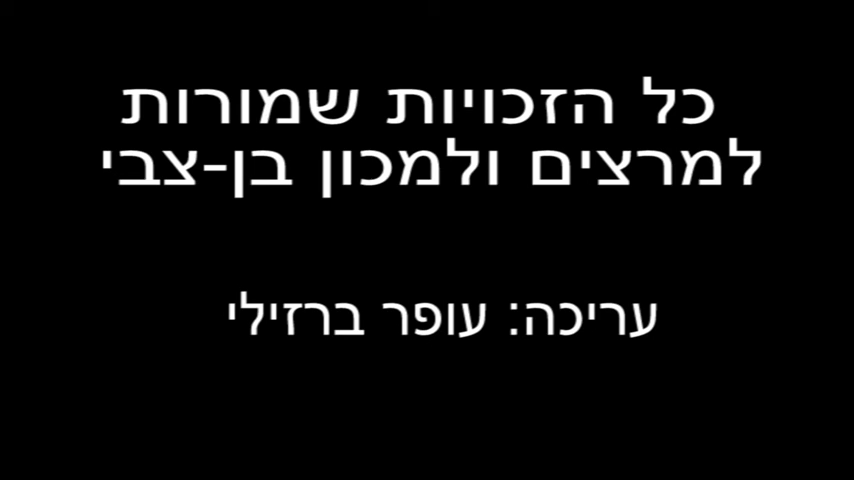 כל הזכויות שמורות
למרצים ולמכון בן-צבי
עריכה: עופר ברזילי